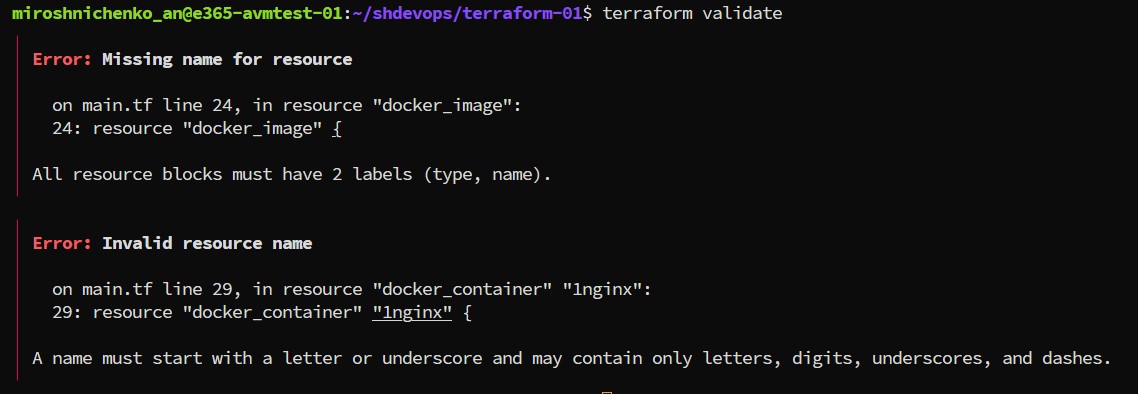 miroshnichenko_an@e365-avmtest-01:~/shdevops/terraform-01$ terraform validate
Error: Missing name for resource
on main.tf line 24, in resource "docker_image":
24: resource "docker_image" {
All resource blocks must have 2 labels (type, name).
Error: Invalid resource name
on main.tf line 29, in resource "docker_container" "1nginx":
29: resource "docker_container" "1nginx" {
A name must start with a letter or underscore and may contain only letters, digits, underscores, and dashes.